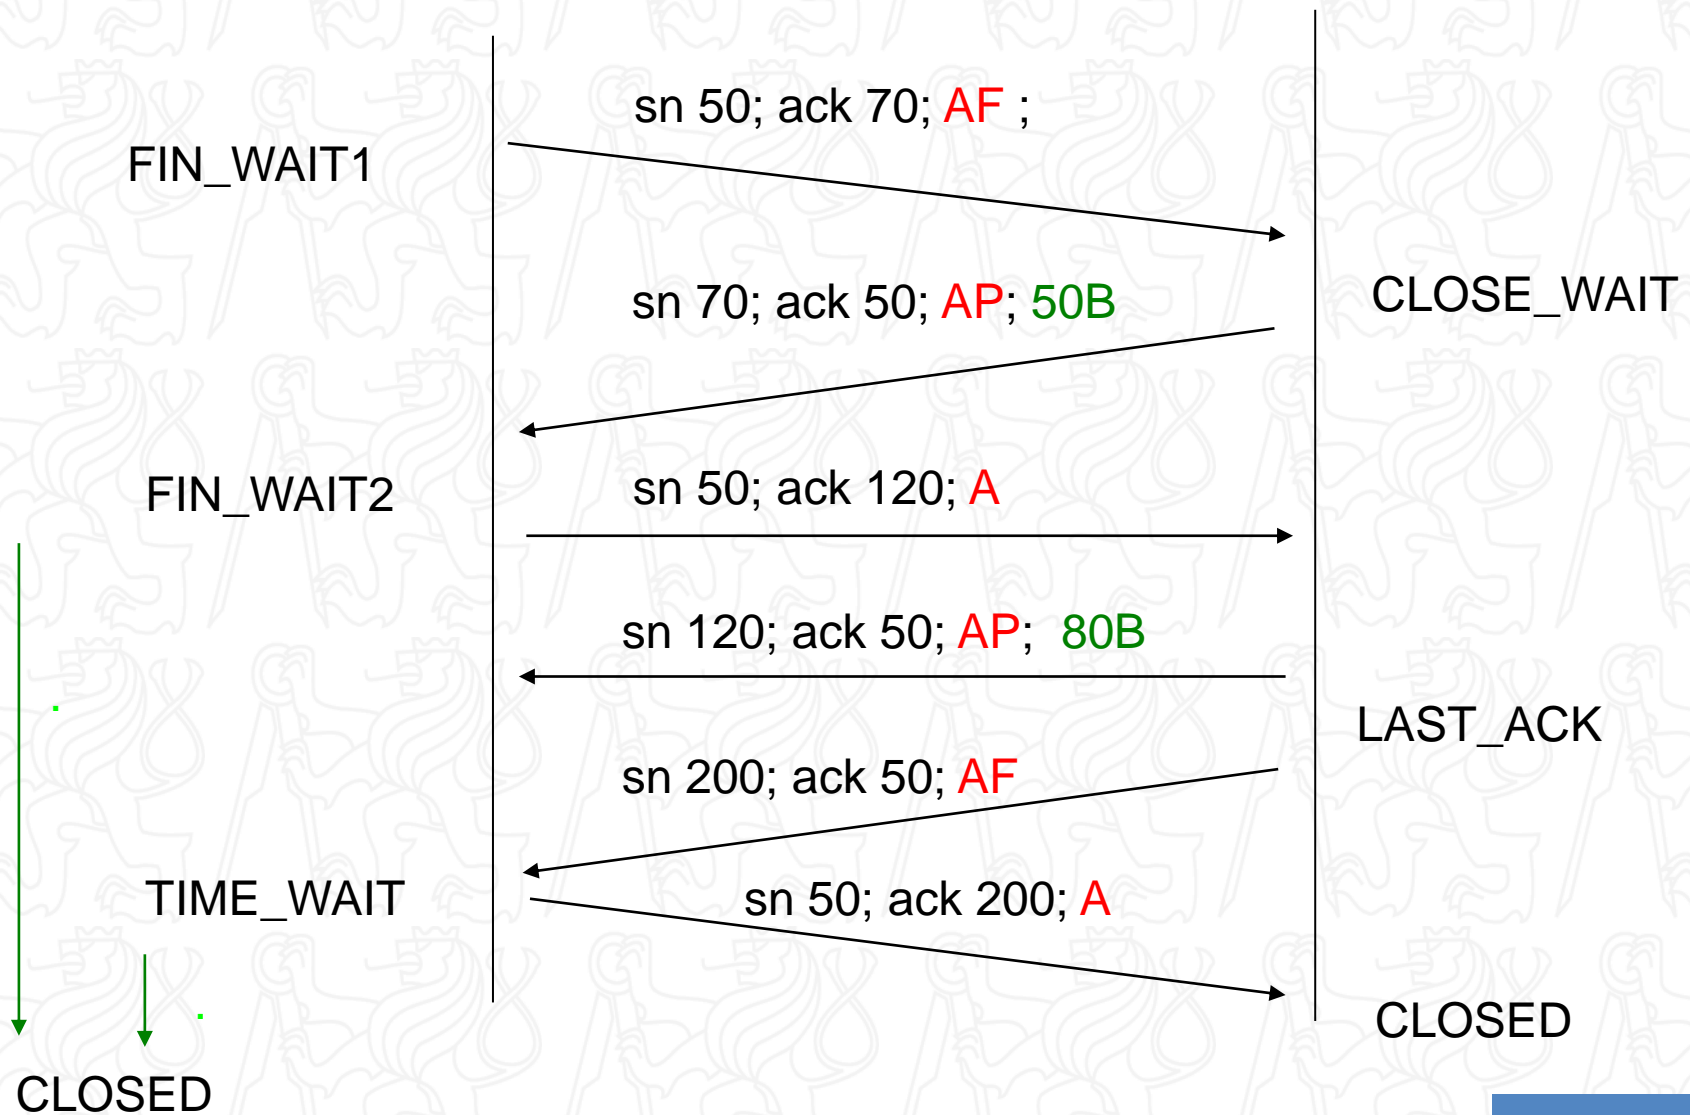 sn 50; ack 70; AF ;
FIN_WAIT1
CLOSE_WAIT
sn 70; ack 50; AP; 50B
FIN_WAIT2
sn 50; ack 120; A
sn 120; ack 50; AP; 80B
LAST_ACK
sn 200; ack 50; AF
TIME_WAIT
sn 50; ack 200; A
CLOSED
CLOSED